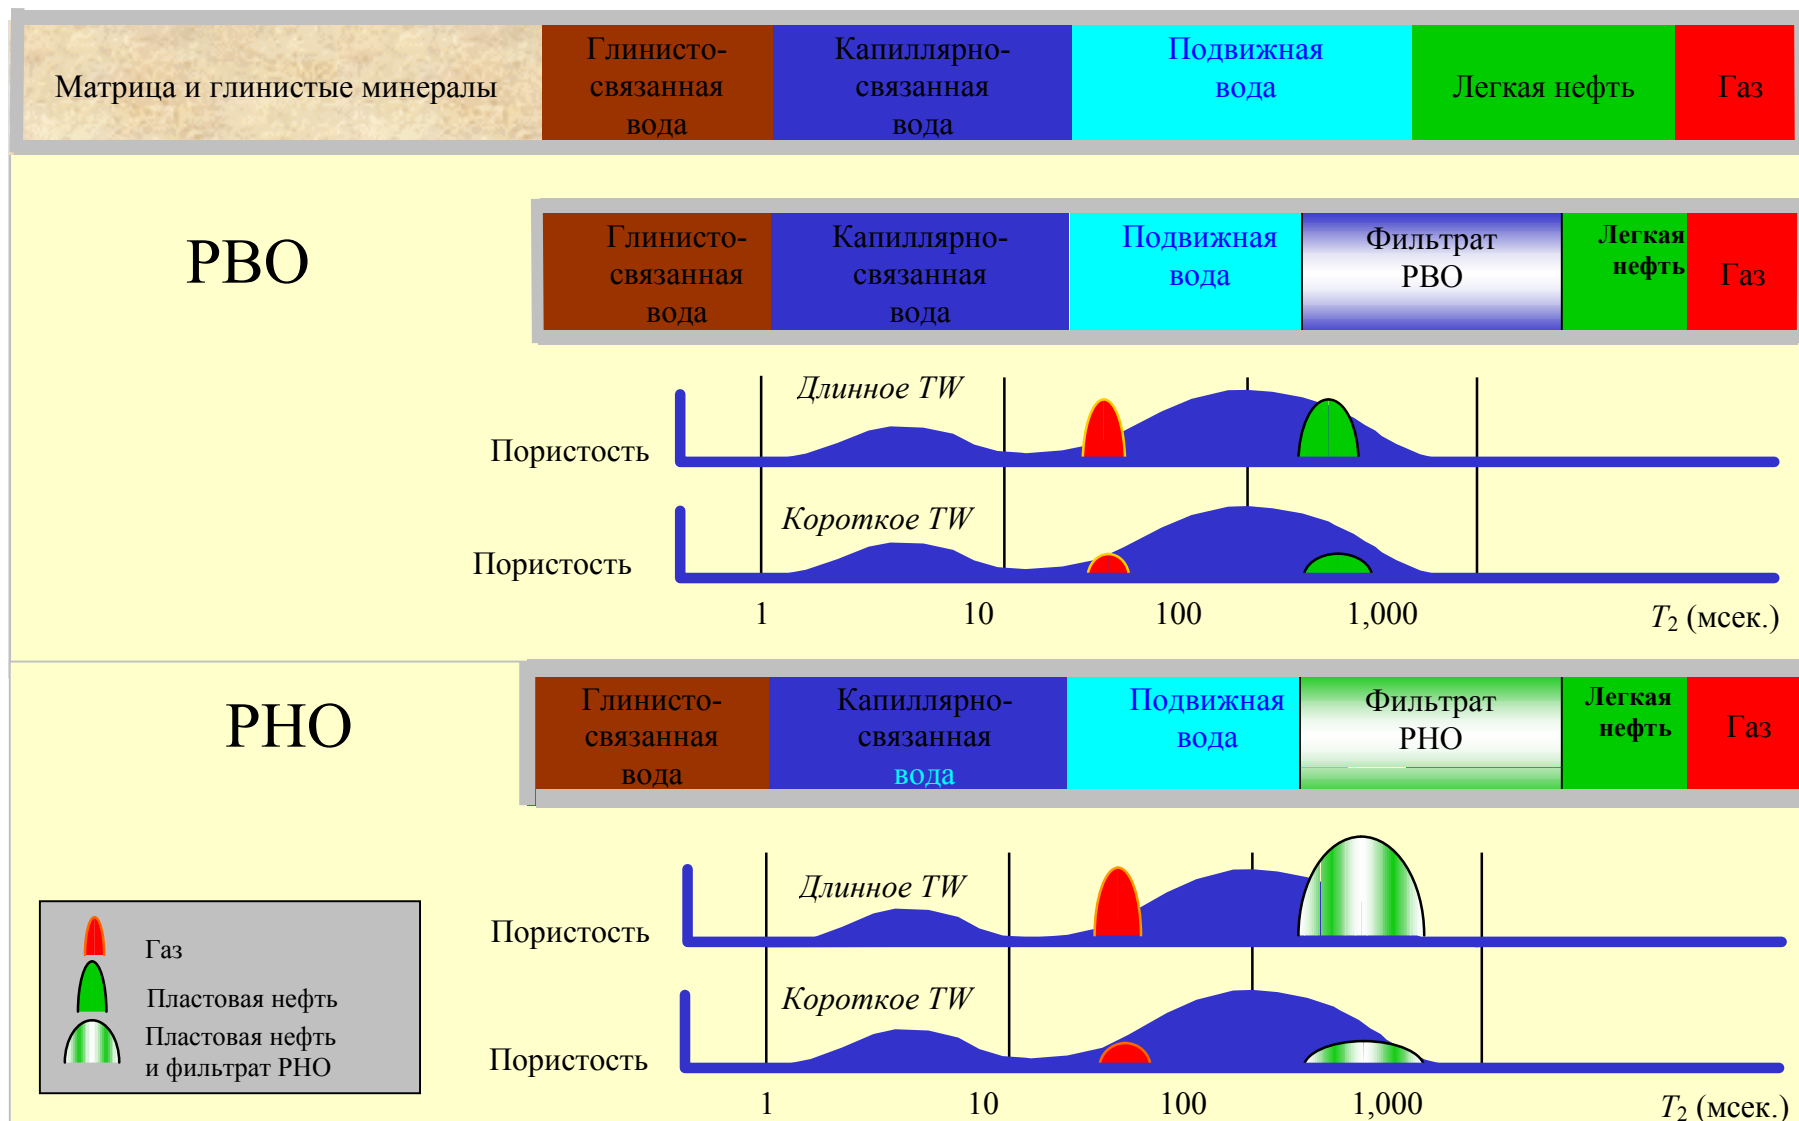 Матрица и глинистые минералы
Глинисто-
связанная
вода
Капиллярно-
связанная
вода
Подвижная
вода
Легкая нефть
Газ
РВО
Глинисто-
связанная
вода
Капиллярно-
связанная
вода
Подвижная
вода
Фильтрат
РВО
Легкая
нефть
Газ
Длинное TW
Пористость
Короткое TW
Пористость
1
10
100
1,000
T2 (мсек.)
РНО
Глинисто-
связанная
вода
Капиллярно-
связанная
вода
Подвижная
вода
Фильтрат
РНО
Легкая
нефть
Газ
Длинное TW
Пористость
Короткое TW
Пористость
1
10
100
1,000
T2 (мсек.)
Газ
Пластовая нефть
Пластовая нефть
и фильтрат РНО